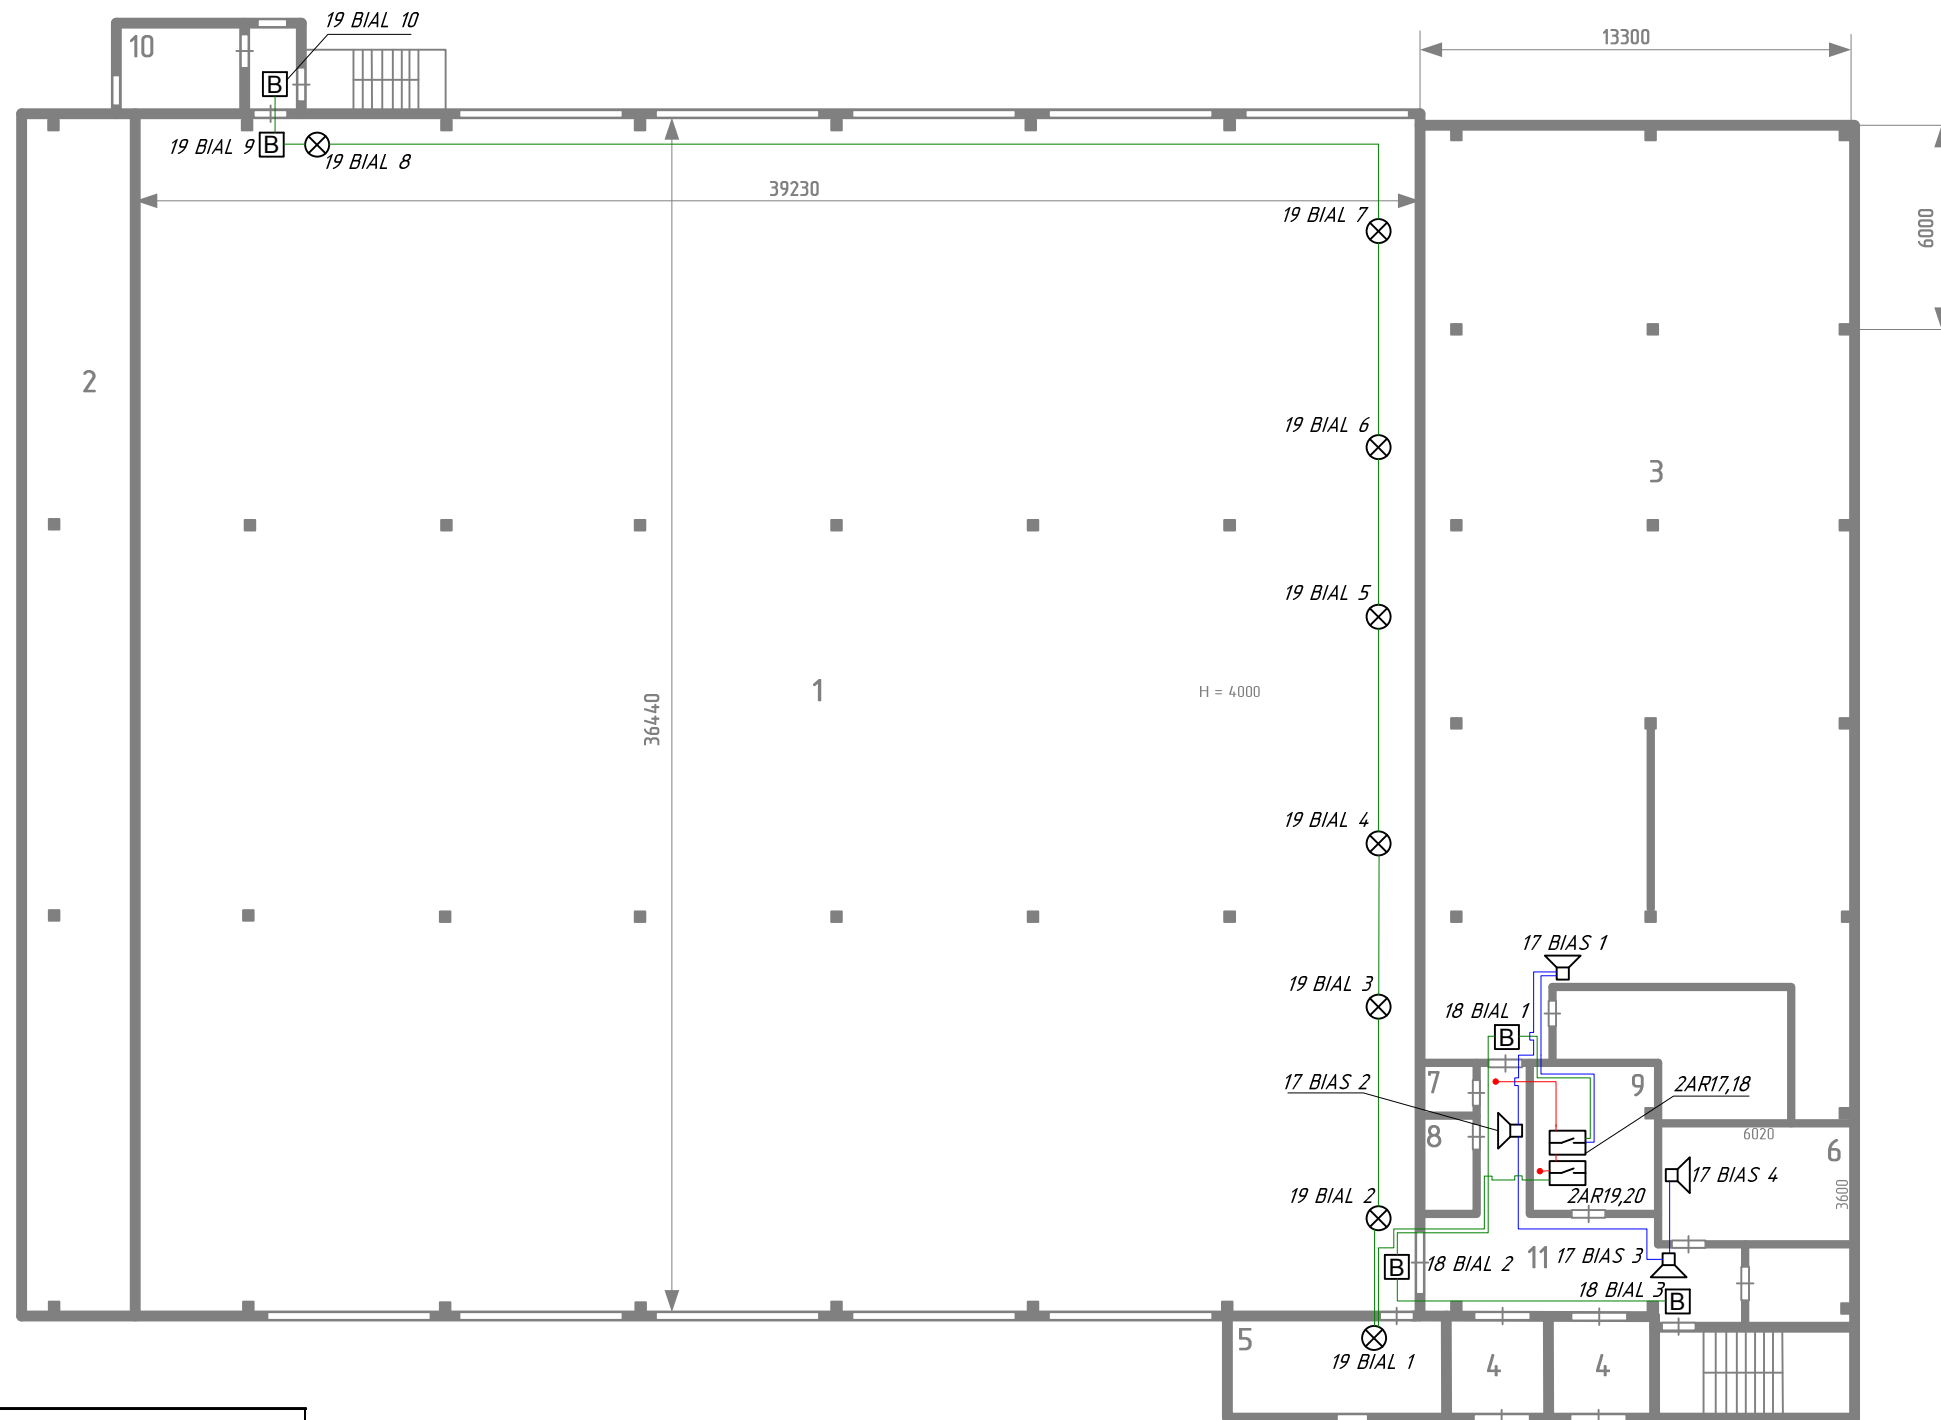 19 BIAL 10
13300
10
B
19 BIAL 9
B
19 BIAL 8
39230
19 BIAL 7
6000
2
19 BIAL 6
3
19 BIAL 5
1
H = 4000
36440
19 BIAL 4
17 BIAS 1
19 BIAL 3
18 BIAL 1
B
17 BIAS 2
7
9
2AR17,18
8
6020
6
17 BIAS 4
3600
19 BIAL 2
2AR19,20
B
18 BIAL 2
11
17 BIAS 3
18 BIAL 3
B
5
19 BIAL 1
4
4